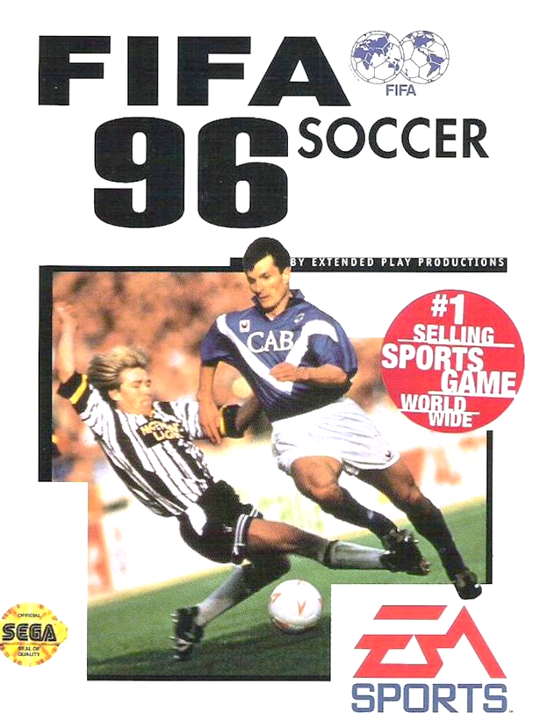 FIFA
FIFA
96 SOCCER
BY EXTENDED PLAY PRODUCTIONS
#1
SELLING
SPORTS
GAME
WORLD
WIDE
CAB
OFFICIAL
SEGA
SEAL OF
QUALITY
EA
SPORTS